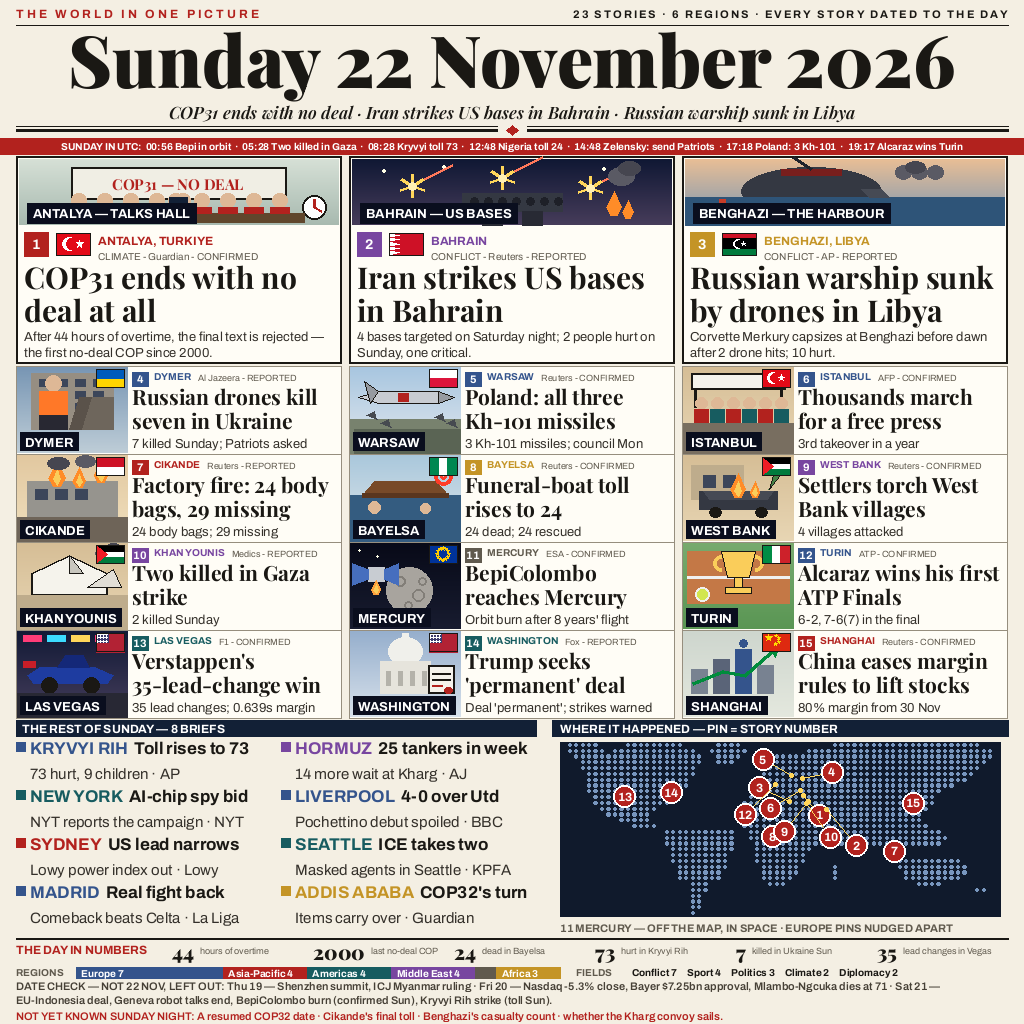 THE WORLD IN ONE PICTURE
23 STORIES · 6 REGIONS · EVERY STORY DATED TO THE DAY
Sunday 22 November 2026
COP31 ends with no deal · Iran strikes US bases in Bahrain · Russian warship sunk in Libya
SUNDAY IN UTC: 00:56 Bepi in orbit · 05:28 Two killed in Gaza · 08:28 Kryvyi toll 73 · 12:48 Nigeria toll 24 · 14:48 Zelensky: send Patriots · 17:18 Poland: 3 Kh-101 · 19:17 Alcaraz wins Turin
COP31 — NO DEAL
ANTALYA — TALKS HALL
1 ANTALYA, TURKIYE
CLIMATE - Guardian - CONFIRMED
COP31 ends with no
deal at all
After 44 hours of overtime, the final text is rejected —
the first no-deal COP since 2000.
BAHRAIN — US BASES
2 BAHRAIN
CONFLICT - Reuters - REPORTED
Iran strikes US bases
in Bahrain
4 bases targeted on Saturday night; 2 people hurt on
Sunday, one critical.
BENGHAZI — THE HARBOUR
3 BENGHAZI, LIBYA
CONFLICT - AP - REPORTED
Russian warship sunk
by drones in Libya
Corvette Merkury capsizes at Benghazi before dawn
after 2 drone hits; 10 hurt.
DYMER
4 DYMER Al Jazeera - REPORTED
Russian drones kill
seven in Ukraine
7 killed Sunday; Patriots asked
WARSAW
5 WARSAW Reuters - CONFIRMED
Poland: all three
Kh-101 missiles
3 Kh-101 missiles; council Mon
ISTANBUL
6 ISTANBUL AFP - CONFIRMED
Thousands march
for a free press
3rd takeover in a year
CIKANDE
7 CIKANDE Reuters - REPORTED
Factory fire: 24 body
bags, 29 missing
24 body bags; 29 missing
BAYELSA
8 BAYELSA Reuters - CONFIRMED
Funeral-boat toll
rises to 24
24 dead; 24 rescued
WEST BANK
9 WEST BANK Reuters - CONFIRMED
Settlers torch West
Bank villages
4 villages attacked
KHAN YOUNIS
10 KHAN YOUNIS Medics - REPORTED
Two killed in Gaza
strike
2 killed Sunday
MERCURY
11 MERCURY ESA - CONFIRMED
BepiColombo
reaches Mercury
Orbit burn after 8 years' flight
TURIN
12 TURIN ATP - CONFIRMED
Alcaraz wins his first
ATP Finals
6-2, 7-6(7) in the final
LAS VEGAS
13 LAS VEGAS F1 - CONFIRMED
Verstappen's
35-lead-change win
35 lead changes; 0.639s margin
WASHINGTON
14 WASHINGTON Fox - REPORTED
Trump seeks
'permanent' deal
Deal 'permanent'; strikes warned
SHANGHAI
15 SHANGHAI Reuters - CONFIRMED
China eases margin
rules to lift stocks
80% margin from 30 Nov
THE REST OF SUNDAY — 8 BRIEFS
KRYVYI RIH Toll rises to 73
73 hurt, 9 children · AP
NEW YORK AI-chip spy bid
NYT reports the campaign · NYT
SYDNEY US lead narrows
Lowy power index out · Lowy
MADRID Real fight back
Comeback beats Celta · La Liga
HORMUZ 25 tankers in week
14 more wait at Kharg · AJ
LIVERPOOL 4-0 over Utd
Pochettino debut spoiled · BBC
SEATTLE ICE takes two
Masked agents in Seattle · KPFA
ADDIS ABABA COP32's turn
Items carry over · Guardian
WHERE IT HAPPENED — PIN = STORY NUMBER
5
4
3
13
14
15
12
6
1
8
9
10
2
7
11 MERCURY — OFF THE MAP, IN SPACE · EUROPE PINS NUDGED APART
THE DAY IN NUMBERS
44 hours of overtime
2000 last no-deal COP
24 dead in Bayelsa
73 hurt in Kryvyi Rih
7 killed in Ukraine Sun
35 lead changes in Vegas
REGIONS Europe 7 Asia-Pacific 4 Americas 4 Middle East 4 Africa 3
FIELDS Conflict 7 Sport 4 Politics 3 Climate 2 Diplomacy 2
DATE CHECK — NOT 22 NOV, LEFT OUT: Thu 19 — Shenzhen summit, ICJ Myanmar ruling · Fri 20 — Nasdaq -5.3% close, Bayer $7.25bn approval, Mlambo-Ngcuka dies at 71 · Sat 21 —
EU-Indonesia deal, Geneva robot talks end, BepiColombo burn (confirmed Sun), Kryvyi Rih strike (toll Sun).
NOT YET KNOWN SUNDAY NIGHT: A resumed COP32 date · Cikande's final toll · Benghazi's casualty count · whether the Kharg convoy sails.